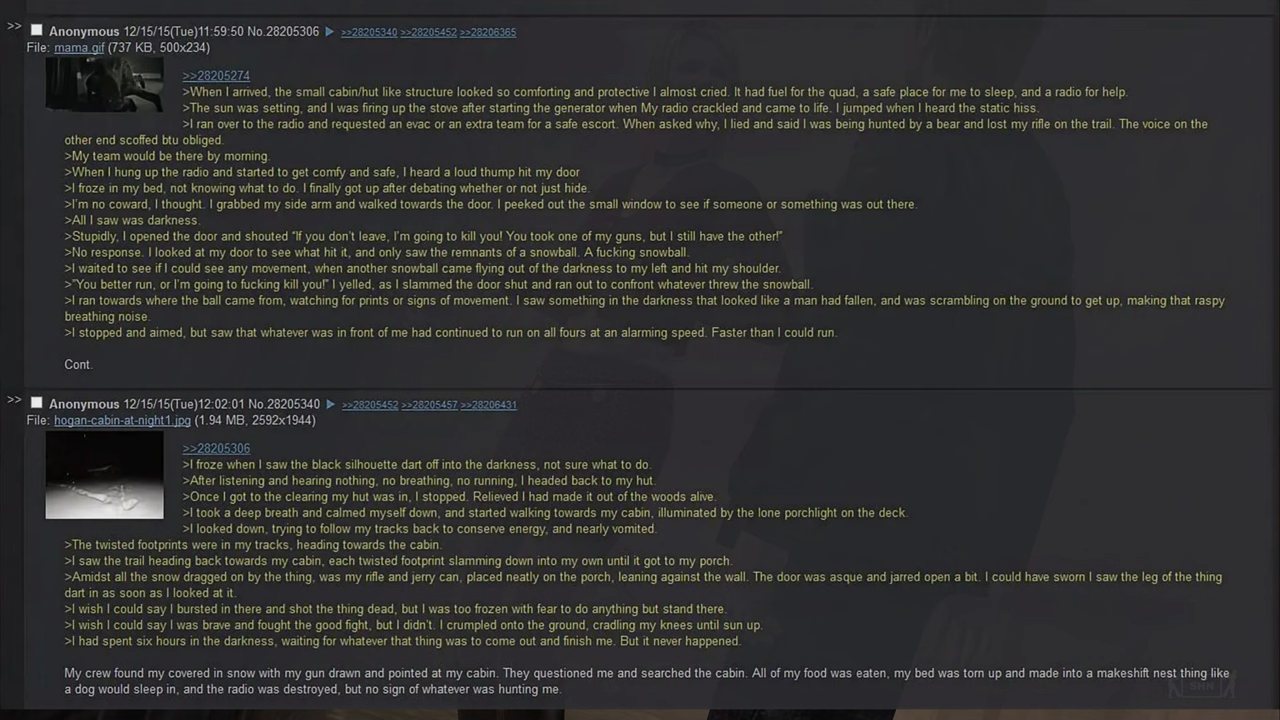 >> Anonymous 12/15/15(Tue)11:59:50 No.28205306 ▶ >>28205340 >>28205452 >>28206365
File: mama.gif (737 KB, 500x234)
>>28205274
>When I arrived, the small cabin/hut like structure looked so comforting and protective I almost cried. It had fuel for the quad, a safe place for me to sleep, and a radio for help.
>The sun was setting, and I was firing up the stove after starting the generator when My radio crackled and came to life. I jumped when I heard the static hiss.
>I ran over to the radio and requested an evac or an extra team for a safe escort. When asked why, I lied and said I was being hunted by a bear and lost my rifle on the trail. The voice on the
other end scoffed btu obliged.
>My team would be there by morning.
>When I hung up the radio and started to get comfy and safe, I heard a loud thump hit my door
>I froze in my bed, not knowing what to do. I finally got up after debating whether or not just hide.
>I'm no coward, I thought. I grabbed my side arm and walked towards the door. I peeked out the small window to see if someone or something was out there.
>All I saw was darkness.
>Stupidly, I opened the door and shouted "If you don't leave, I'm going to kill you! You took one of my guns, but I still have the other!"
>No response. I looked at my door to see what hit it, and only saw the remnants of a snowball. A fucking snowball.
>I waited to see if I could see any movement, when another snowball came flying out of the darkness to my left and hit my shoulder.
>"You better run, or I'm going to fucking kill you!" I yelled, as I slammed the door shut and ran out to confront whatever threw the snowball.
>I ran towards where the ball came from, watching for prints or signs of movement. I saw something in the darkness that looked like a man had fallen, and was scrambling on the ground to get up, making that raspy
breathing noise.
>I stopped and aimed, but saw that whatever was in front of me had continued to run on all fours at an alarming speed. Faster than I could run.
Cont.
>> Anonymous 12/15/15(Tue)12:02:01 No.28205340 ▶ >>28205452 >>28205457 >>28206431
File: hogan-cabin-at-night1.jpg (1.94 MB, 2592x1944)
>>28205306
>I froze when I saw the black silhouette dart off into the darkness, not sure what to do.
>After listening and hearing nothing, no breathing, no running, I headed back to my hut.
>Once I got to the clearing my hut was in, I stopped. Relieved I had made it out of the woods alive.
>I took a deep breath and calmed myself down, and started walking towards my cabin, illuminated by the lone porchlight on the deck.
>I looked down, trying to follow my tracks back to conserve energy, and nearly vomited.
>The twisted footprints were in my tracks, heading towards the cabin.
>I saw the trail heading back towards my cabin, each twisted footprint slamming down into my own until it got to my porch.
>Amidst all the snow dragged on by the thing, was my rifle and jerry can, placed neatly on the porch, leaning against the wall. The door was asque and jarred open a bit. I could have sworn I saw the leg of the thing
dart in as soon as I looked at it.
>I wish I could say I bursted in there and shot the thing dead, but I was too frozen with fear to do anything but stand there.
>I wish I could say I was brave and fought the good fight, but I didn't. I crumpled onto the ground, cradling my knees until sun up.
>I had spent six hours in the darkness, waiting for whatever that thing was to come out and finish me. But it never happened.
My crew found my covered in snow with my gun drawn and pointed at my cabin. They questioned me and searched the cabin. All of my food was eaten, my bed was torn up and made into a makeshift nest thing like
a dog would sleep in, and the radio was destroyed, but no sign of whatever was hunting me.